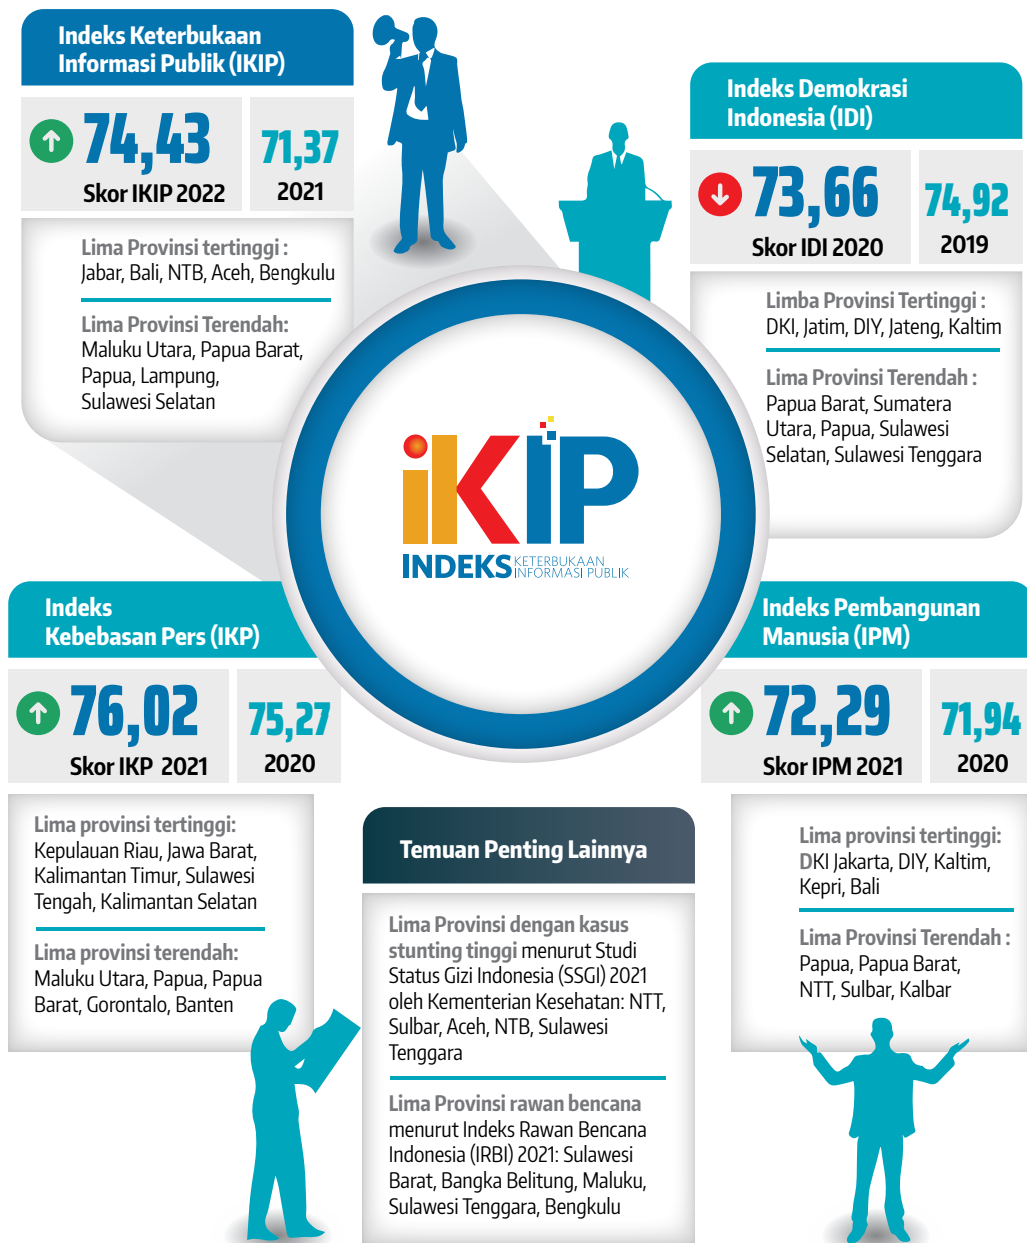 Indeks Keterbukaan
Informasi Publik (IKIP)
74,43
Skor IKIP 2022
71,37
2021
Lima Provinsi tertinggi :
Jabar, Bali, NTB, Aceh, Bengkulu
Lima Provinsi Terendah:
Maluku Utara, Papua Barat,
Papua, Lampung,
Sulawesi Selatan
Indeks Demokrasi
Indonesia (IDI)
73,66
Skor IDI 2020
74,92
2019
Limba Provinsi Tertinggi :
DKI, Jatim, DIY, Jateng, Kaltim
Lima Provinsi Terendah :
Papua Barat, Sumatera
Utara, Papua, Sulawesi
Selatan, Sulawesi Tenggara
iKIP
INDEKS KETERBUKAAN
INFORMASI PUBLIK
Indeks
Kebebasan Pers (IKP)
76,02
Skor IKP 2021
75,27
2020
Lima provinsi tertinggi:
Kepulauan Riau, Jawa Barat,
Kalimantan Timur, Sulawesi
Tengah, Kalimantan Selatan
Lima provinsi terendah:
Maluku Utara, Papua, Papua
Barat, Gorontalo, Banten
Indeks Pembangunan
Manusia (IPM)
72,29
Skor IPM 2021
71,94
2020
Lima provinsi tertinggi:
DKI Jakarta, DIY, Kaltim,
Kepri, Bali
Lima Provinsi Terendah :
Papua, Papua Barat,
NTT, Sulbar, Kalbar
Temuan Penting Lainnya
Lima Provinsi dengan kasus
stunting tinggi menurut Studi
Status Gizi Indonesia (SSGI) 2021
oleh Kementerian Kesehatan: NTT,
Sulbar, Aceh, NTB, Sulawesi
Tenggara
Lima Provinsi rawan bencana
menurut Indeks Rawan Bencana
Indonesia (IRBI) 2021: Sulawesi
Barat, Bangka Belitung, Maluku,
Sulawesi Tenggara, Bengkulu